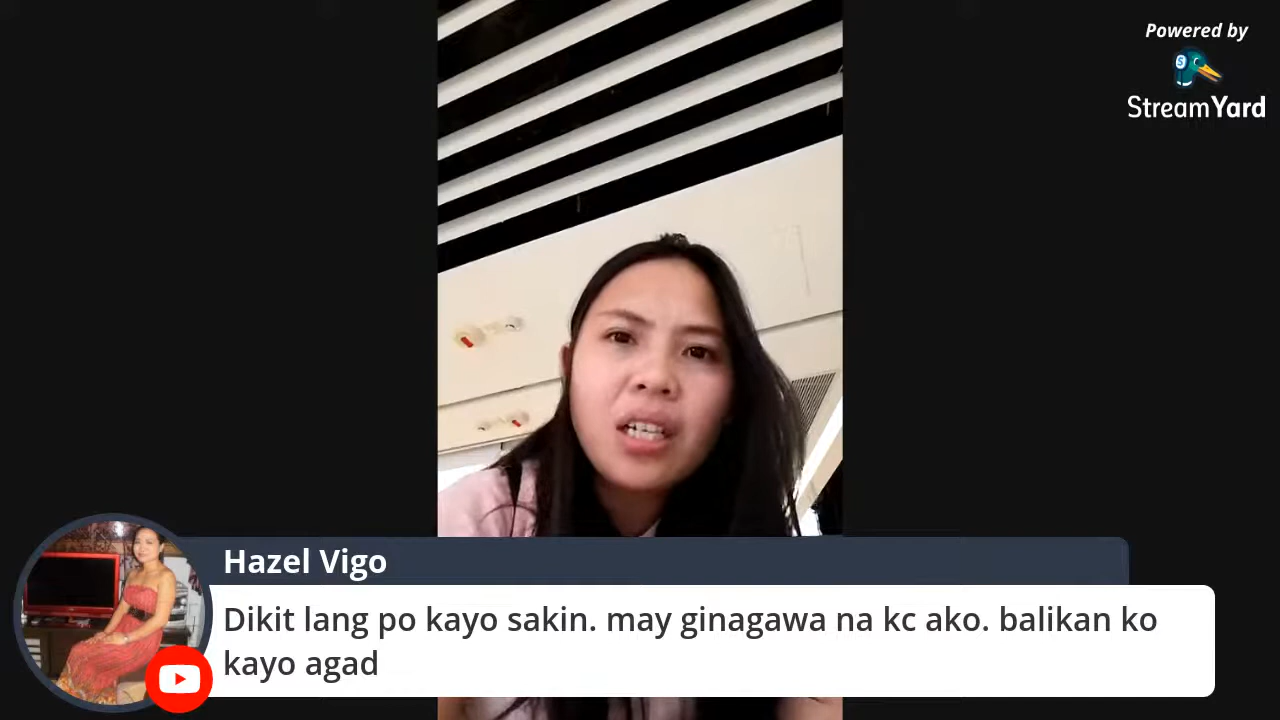 Powered by
StreamYard
Hazel Vigo
Dikit lang po kayo sakin. may ginagawa na kc ako. balikan ko
kayo agad